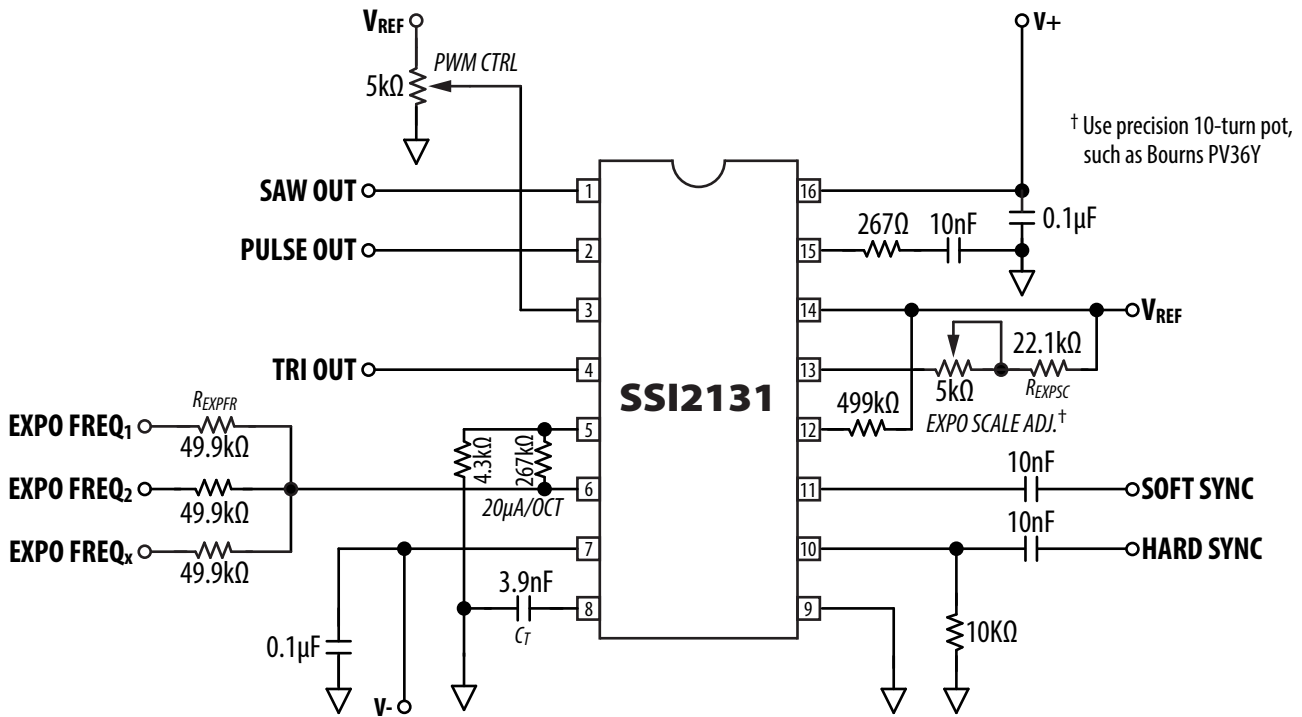 VREF
V+
PWM CTRL
5kΩ
† Use precision 10-turn pot,
such as Bourns PV36Y
SAW OUT
1
16
0.1µF
267Ω
10nF
PULSE OUT
2
15
3
14
VREF
TRI OUT
4
13
22.1kΩ
5kΩ
REXPSC
SSI2131
EXPO SCALE ADJ.†
499kΩ
REXPFR
EXPO FREQ1
49.9kΩ
4.3kΩ
267kΩ
5
12
10nF
EXPO FREQ2
49.9kΩ
20µA/OCT
6
11
SOFT SYNC
10nF
EXPO FREQx
49.9kΩ
7
10
HARD SYNC
3.9nF
CT
8
9
0.1µF
10KΩ
V-